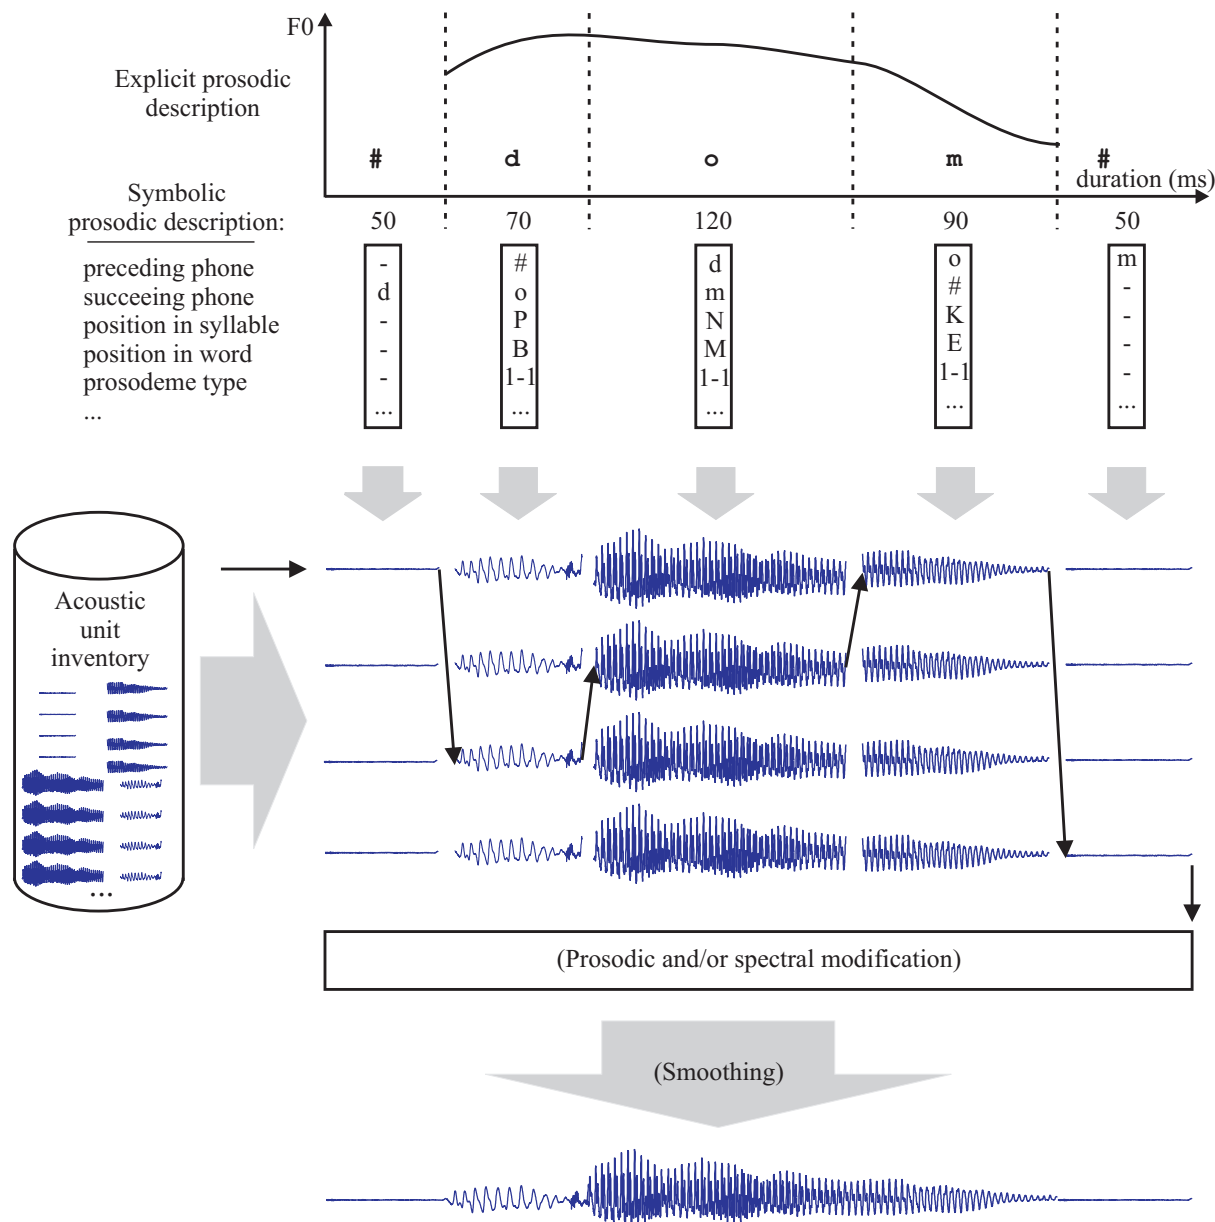 F0
Explicit prosodic
description
# d o m #
duration (ms)
Symbolic
prosodic description:
50 70 120 90 50
preceding phone - # d o m
succeeing phone d o m # -
position in syllable - P N K -
position in word - B M E -
prosodeme type - 1-1 1-1 1-1 -
... ... ... ... ... ...
Acoustic
unit
inventory
...
(Prosodic and/or spectral modification)
(Smoothing)